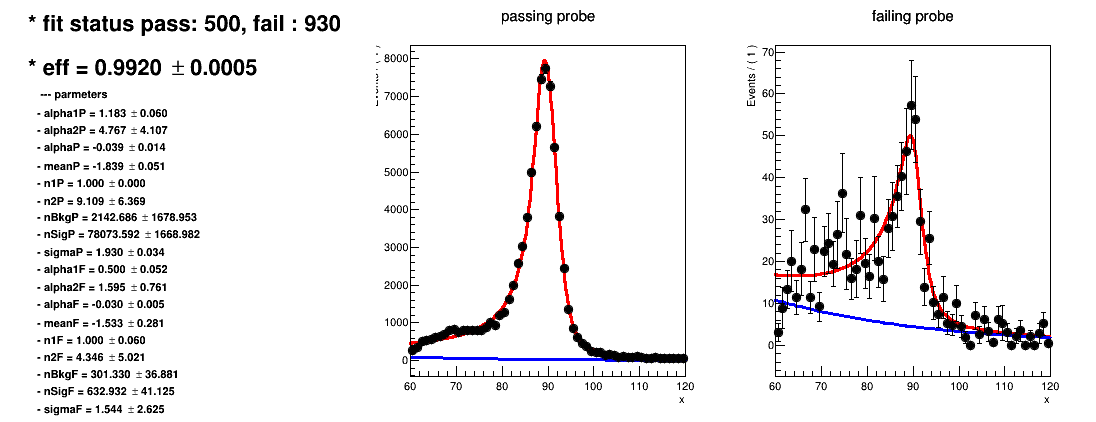 * fit status pass: 500, fail : 930
* eff = 0.9920 ± 0.0005
--- parmeters
- alpha1P = 1.183 ± 0.060
- alpha2P = 4.767 ± 4.107
- alphaP = -0.039 ± 0.014
- meanP = -1.839 ± 0.051
- n1P = 1.000 ± 0.000
- n2P = 9.109 ± 6.369
- nBkgP = 2142.686 ± 1678.953
- nSigP = 78073.592 ± 1668.982
- sigmaP = 1.930 ± 0.034
- alpha1F = 0.500 ± 0.052
- alpha2F = 1.595 ± 0.761
- alphaF = -0.030 ± 0.005
- meanF = -1.533 ± 0.281
- n1F = 1.000 ± 0.060
- n2F = 4.346 ± 5.021
- nBkgF = 301.330 ± 36.881
- nSigF = 632.932 ± 41.125
- sigmaF = 1.544 ± 2.625
passing probe
8000
7000
6000
5000
4000
3000
2000
1000
0
60 70 80 90 100 110 120
x
failing probe
Events / ( 1 )
70
60
50
40
30
20
10
0
60 70 80 90 100 110 120
x